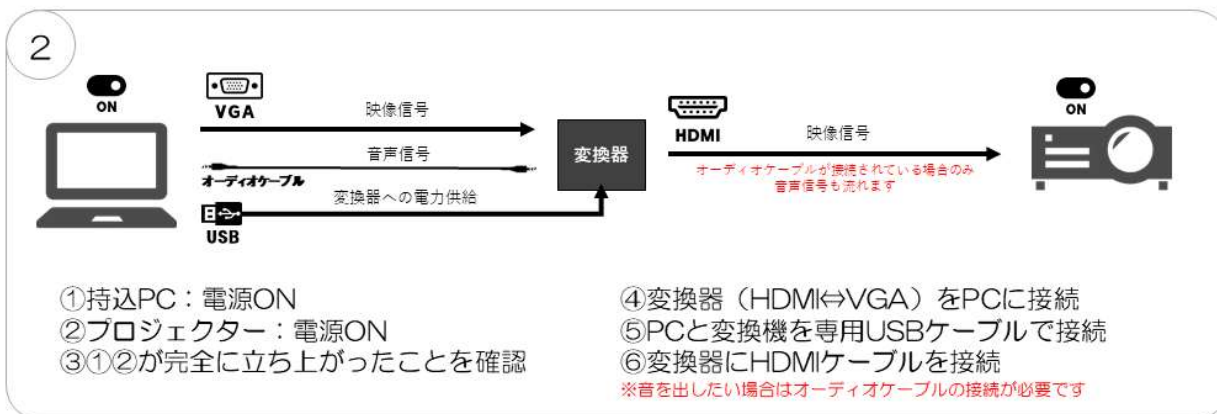 2
ON
VGA
映像信号
音声信号
オーディオケーブル
変換器への電力供給
USB
変換器
HDMI
映像信号
オーディオケーブルが接続されている場合のみ
音声信号も流れます
ON
①持込PC：電源ON
②プロジェクター：電源ON
③①②が完全に立ち上がったことを確認
④変換器（HDMI⇔VGA）をPCに接続
⑤PCと変換機を専用USBケーブルで接続
⑥変換器にHDMIケーブルを接続
※音を出したい場合はオーディオケーブルの接続が必要です